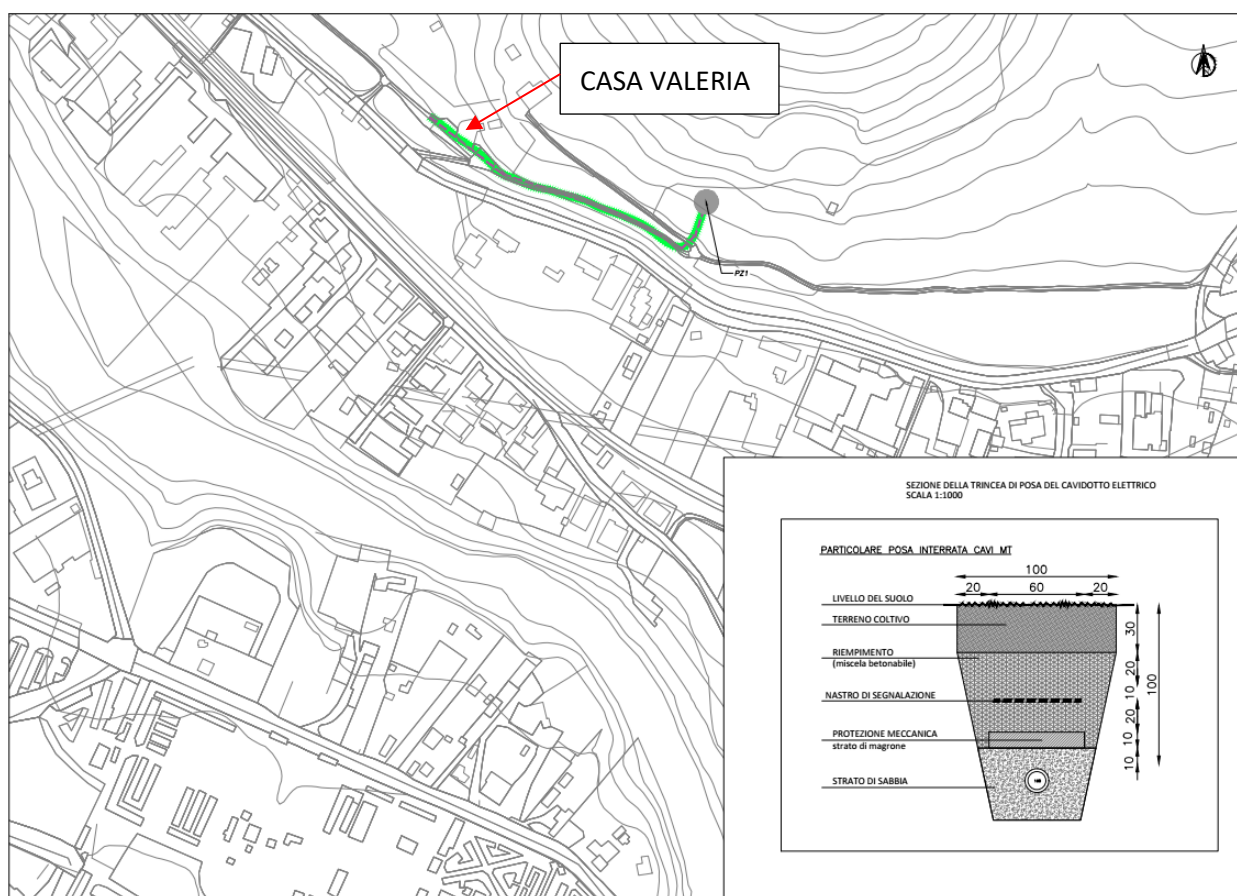 CASA VALERIA
PZ1
SEZIONE DELLA TRINCEA DI POSA DEL CAVIDOTTO ELETTRICO
SCALA 1:1000
PARTICOLARE POSA INTERRATA CAVI MT
100
20 60 20
LIVELLO DEL SUOLO
TERRENO COLTIVO
30
RIEMPIMENTO
(miscela betonabile)
20
100
NASTRO DI SEGNALAZIONE
10
20
PROTEZIONE MECCANICA
strato di magrone
10
10
STRATO DI SABBIA